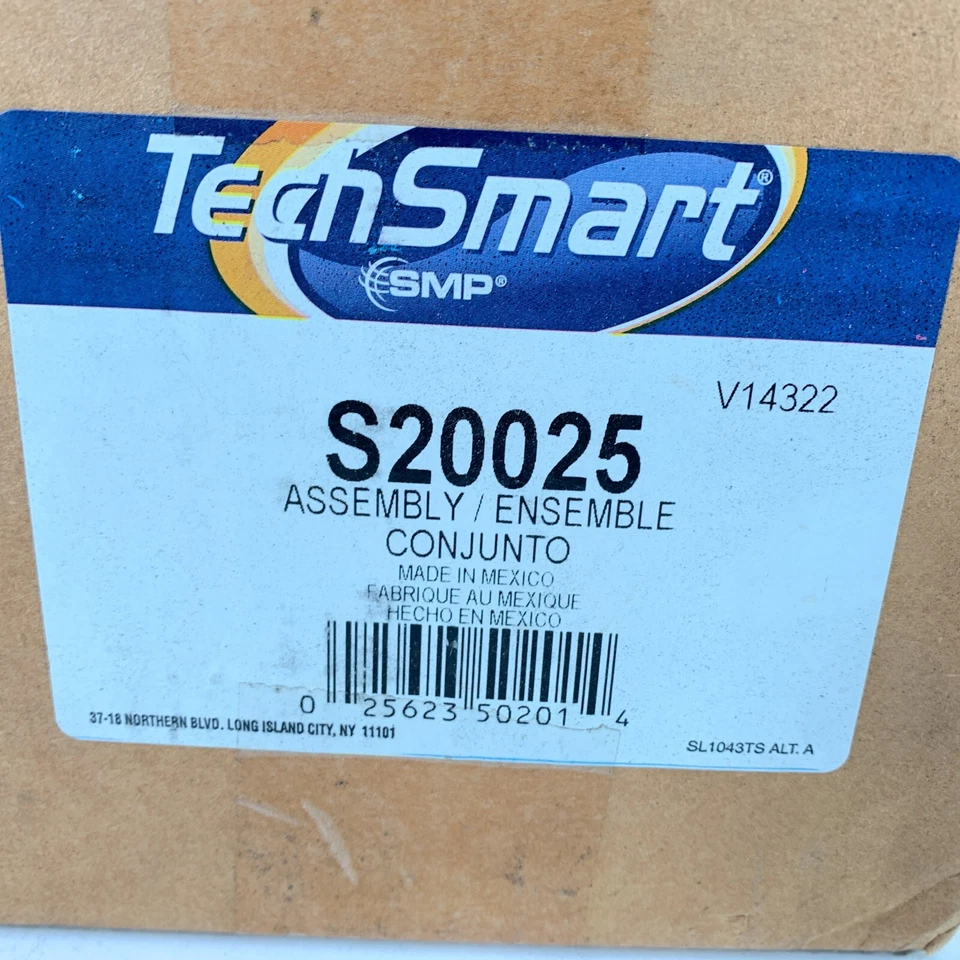 TechSmart®
SMP®
V14322
S20025
ASSEMBLY / ENSEMBLE
CONJUNTO
MADE IN MEXICO
FABRIQUE AU MEXIQUE
HECHO EN MEXICO
0 25623 50201 4
37-18 NORTHERN BLVD. LONG ISLAND CITY, NY 11101
SL1043TS ALT. A